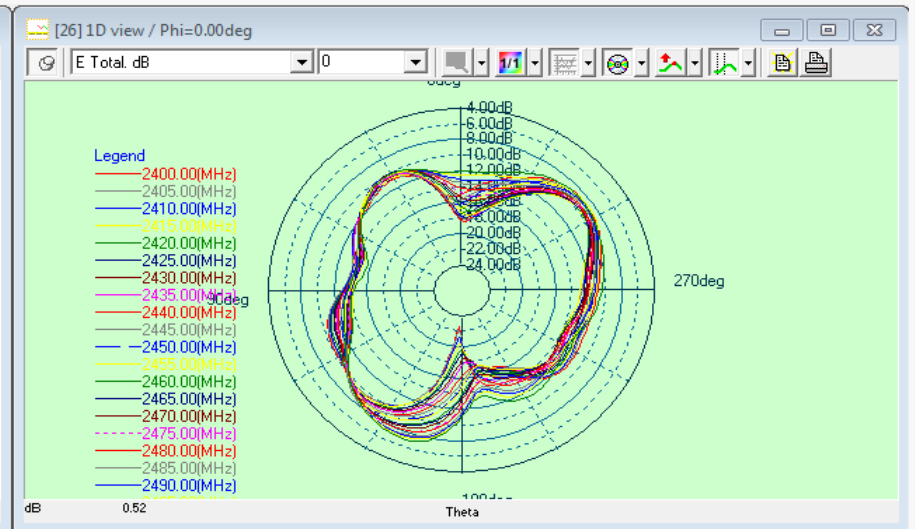 [26] 1D view / Phi=0.00deg
E Total. dB
0
1/1
4.00dB
6.00dB
8.00dB
10.00dB
12.00dB
20.00dB
22.00dB
24.00dB
Legend
2400.00(MHz)
2405.00(MHz)
2410.00(MHz)
2415.00(MHz)
2420.00(MHz)
2425.00(MHz)
2430.00(MHz)
2435.00(MHz)
2440.00(MHz)
2445.00(MHz)
2450.00(MHz)
2455.00(MHz)
2460.00(MHz)
2465.00(MHz)
2470.00(MHz)
2475.00(MHz)
2480.00(MHz)
2485.00(MHz)
2490.00(MHz)
90deg
270deg
dB
0.52
Theta